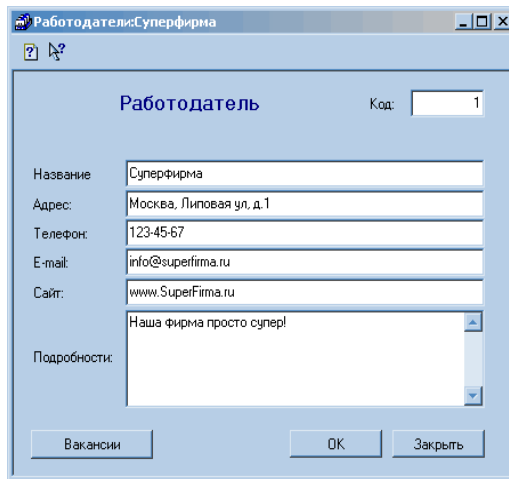 Работодатели:Суперфирма
Работодатель
Код: 1
Название Суперфирма
Адрес: Москва, Липовая ул, д.1
Телефон: 123-45-67
E-mail: info@superfirma.ru
Сайт: www.SuperFirma.ru
Подробности: Наша фирма просто супер!
Вакансии OK Закрыть